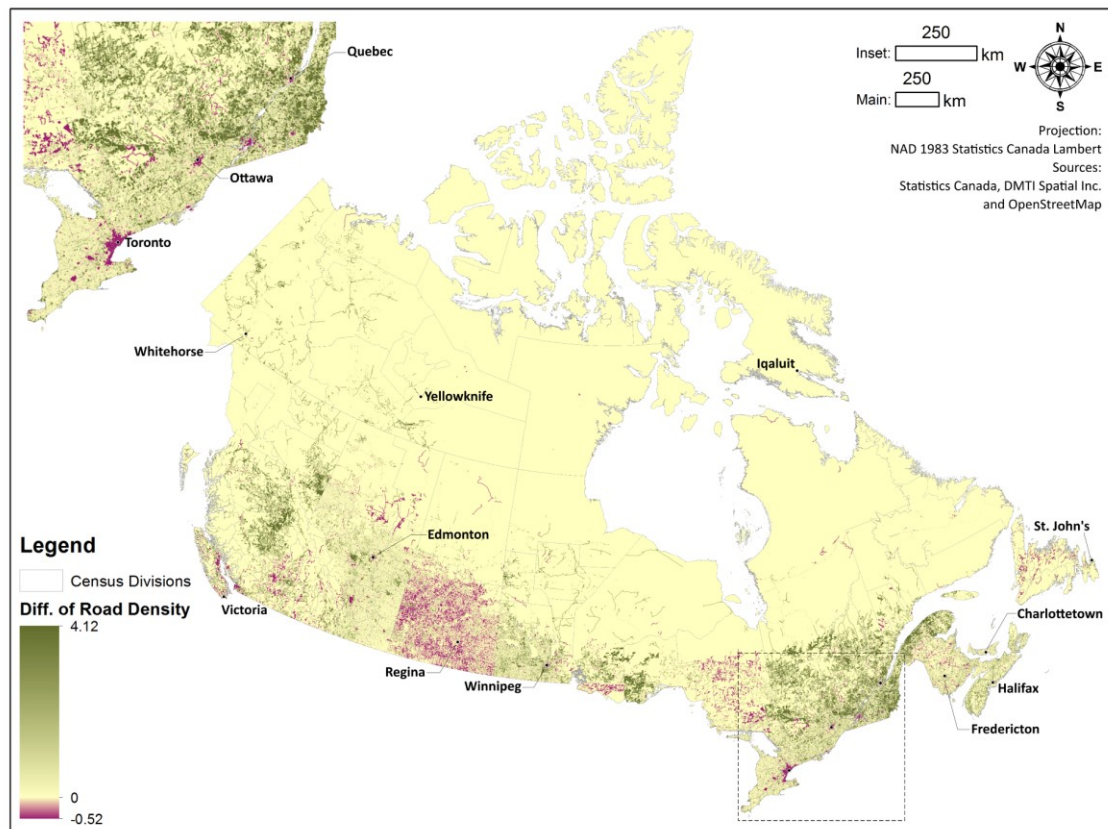 Quebec
Ottawa
Toronto
250
Inset:
km
250
Main:
km
N
W
E
S
Projection:
NAD 1983 Statistics Canada Lambert
Sources:
Statistics Canada, DMTI Spatial Inc.
and OpenStreetMap
Whitehorse
Yellowknife
Iqaluit
Edmonton
St. John's
Victoria
Charlottetown
Regina
Winnipeg
Halifax
Fredericton
Legend
Census Divisions
Diff. of Road Density
4.12
0
-0.52